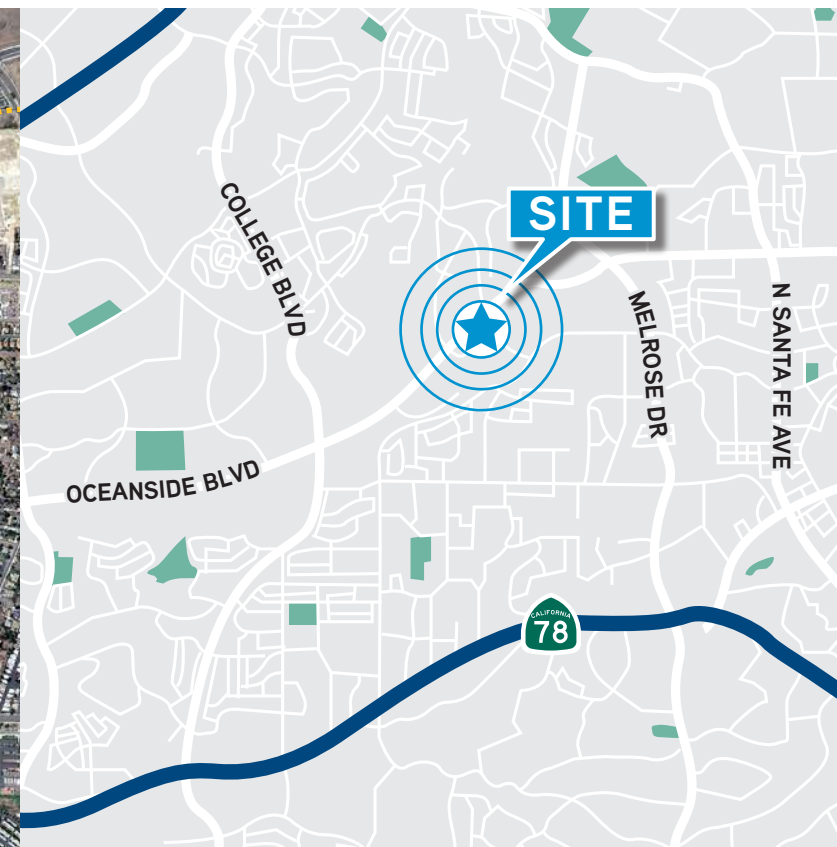 SITE
COLLEGE BLVD
MELROSE DR
N SANTA FE AVE
OCEANSIDE BLVD
CALIFORNIA
78